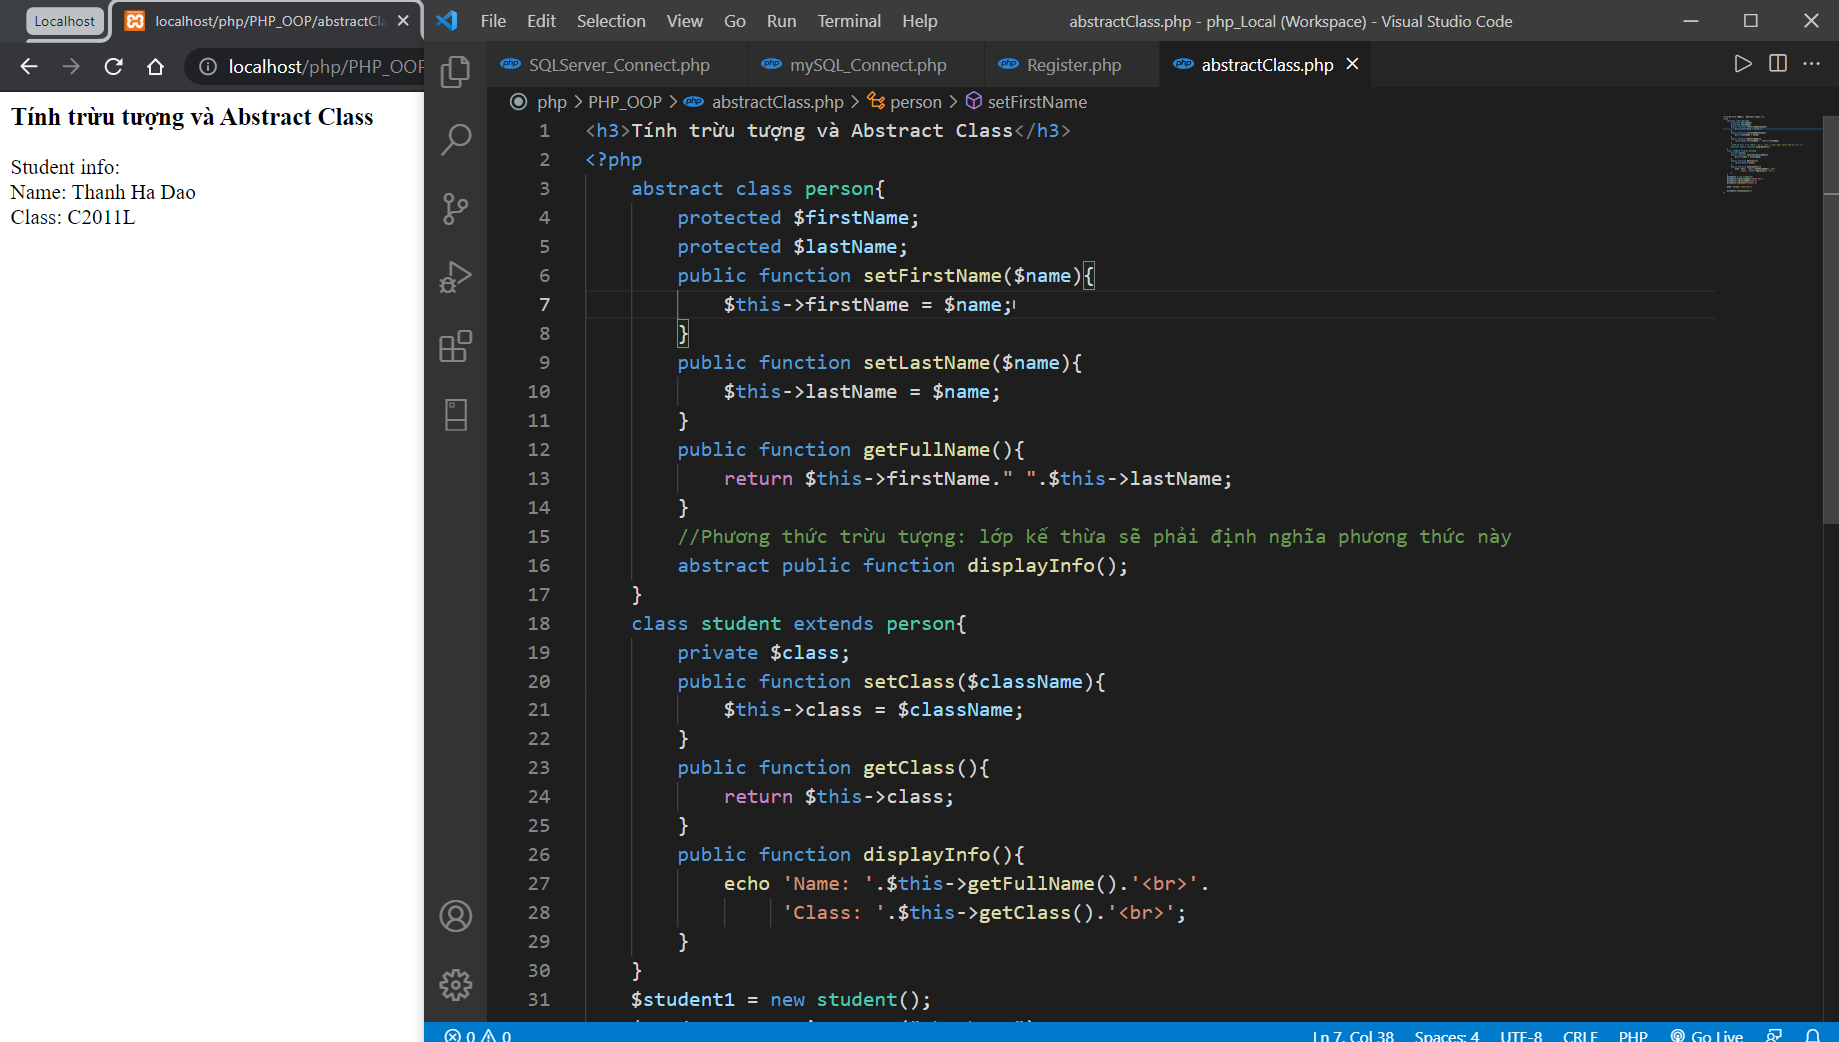 Localhost
localhost/php/PHP_OOP/abstractCla
localhost/php/PHP_OOP
Tính trừu tượng và Abstract Class
Student info:
Name: Thanh Ha Dao
Class: C2011L
File Edit Selection View Go Run Terminal Help
abstractClass.php - php_Local (Workspace) - Visual Studio Code
SQLServer_Connect.php mySQL_Connect.php Register.php abstractClass.php
php > PHP_OOP > abstractClass.php > person > setFirstName
1 <h3>Tính trừu tượng và Abstract Class</h3>
2 <?php
3 abstract class person{
4 protected $firstName;
5 protected $lastName;
6 public function setFirstName($name){
7 $this->firstName = $name;
8 }
9 public function setLastName($name){
10 $this->lastName = $name;
11 }
12 public function getFullName(){
13 return $this->firstName." ".$this->lastName;
14 }
15 //Phương thức trừu tượng: lớp kế thừa sẽ phải định nghĩa phương thức này
16 abstract public function displayInfo();
17 }
18 class student extends person{
19 private $class;
20 public function setClass($className){
21 $this->class = $className;
22 }
23 public function getClass(){
24 return $this->class;
25 }
26 public function displayInfo(){
27 echo 'Name: '.$this->getFullName().'<br>'.
28 'Class: '.$this->getClass().'<br>';
29 }
30 }
31 $student1 = new student();
0 0 Ln 7, Col 38 Spaces: 4 UTF-8 CRLF PHP Go Live